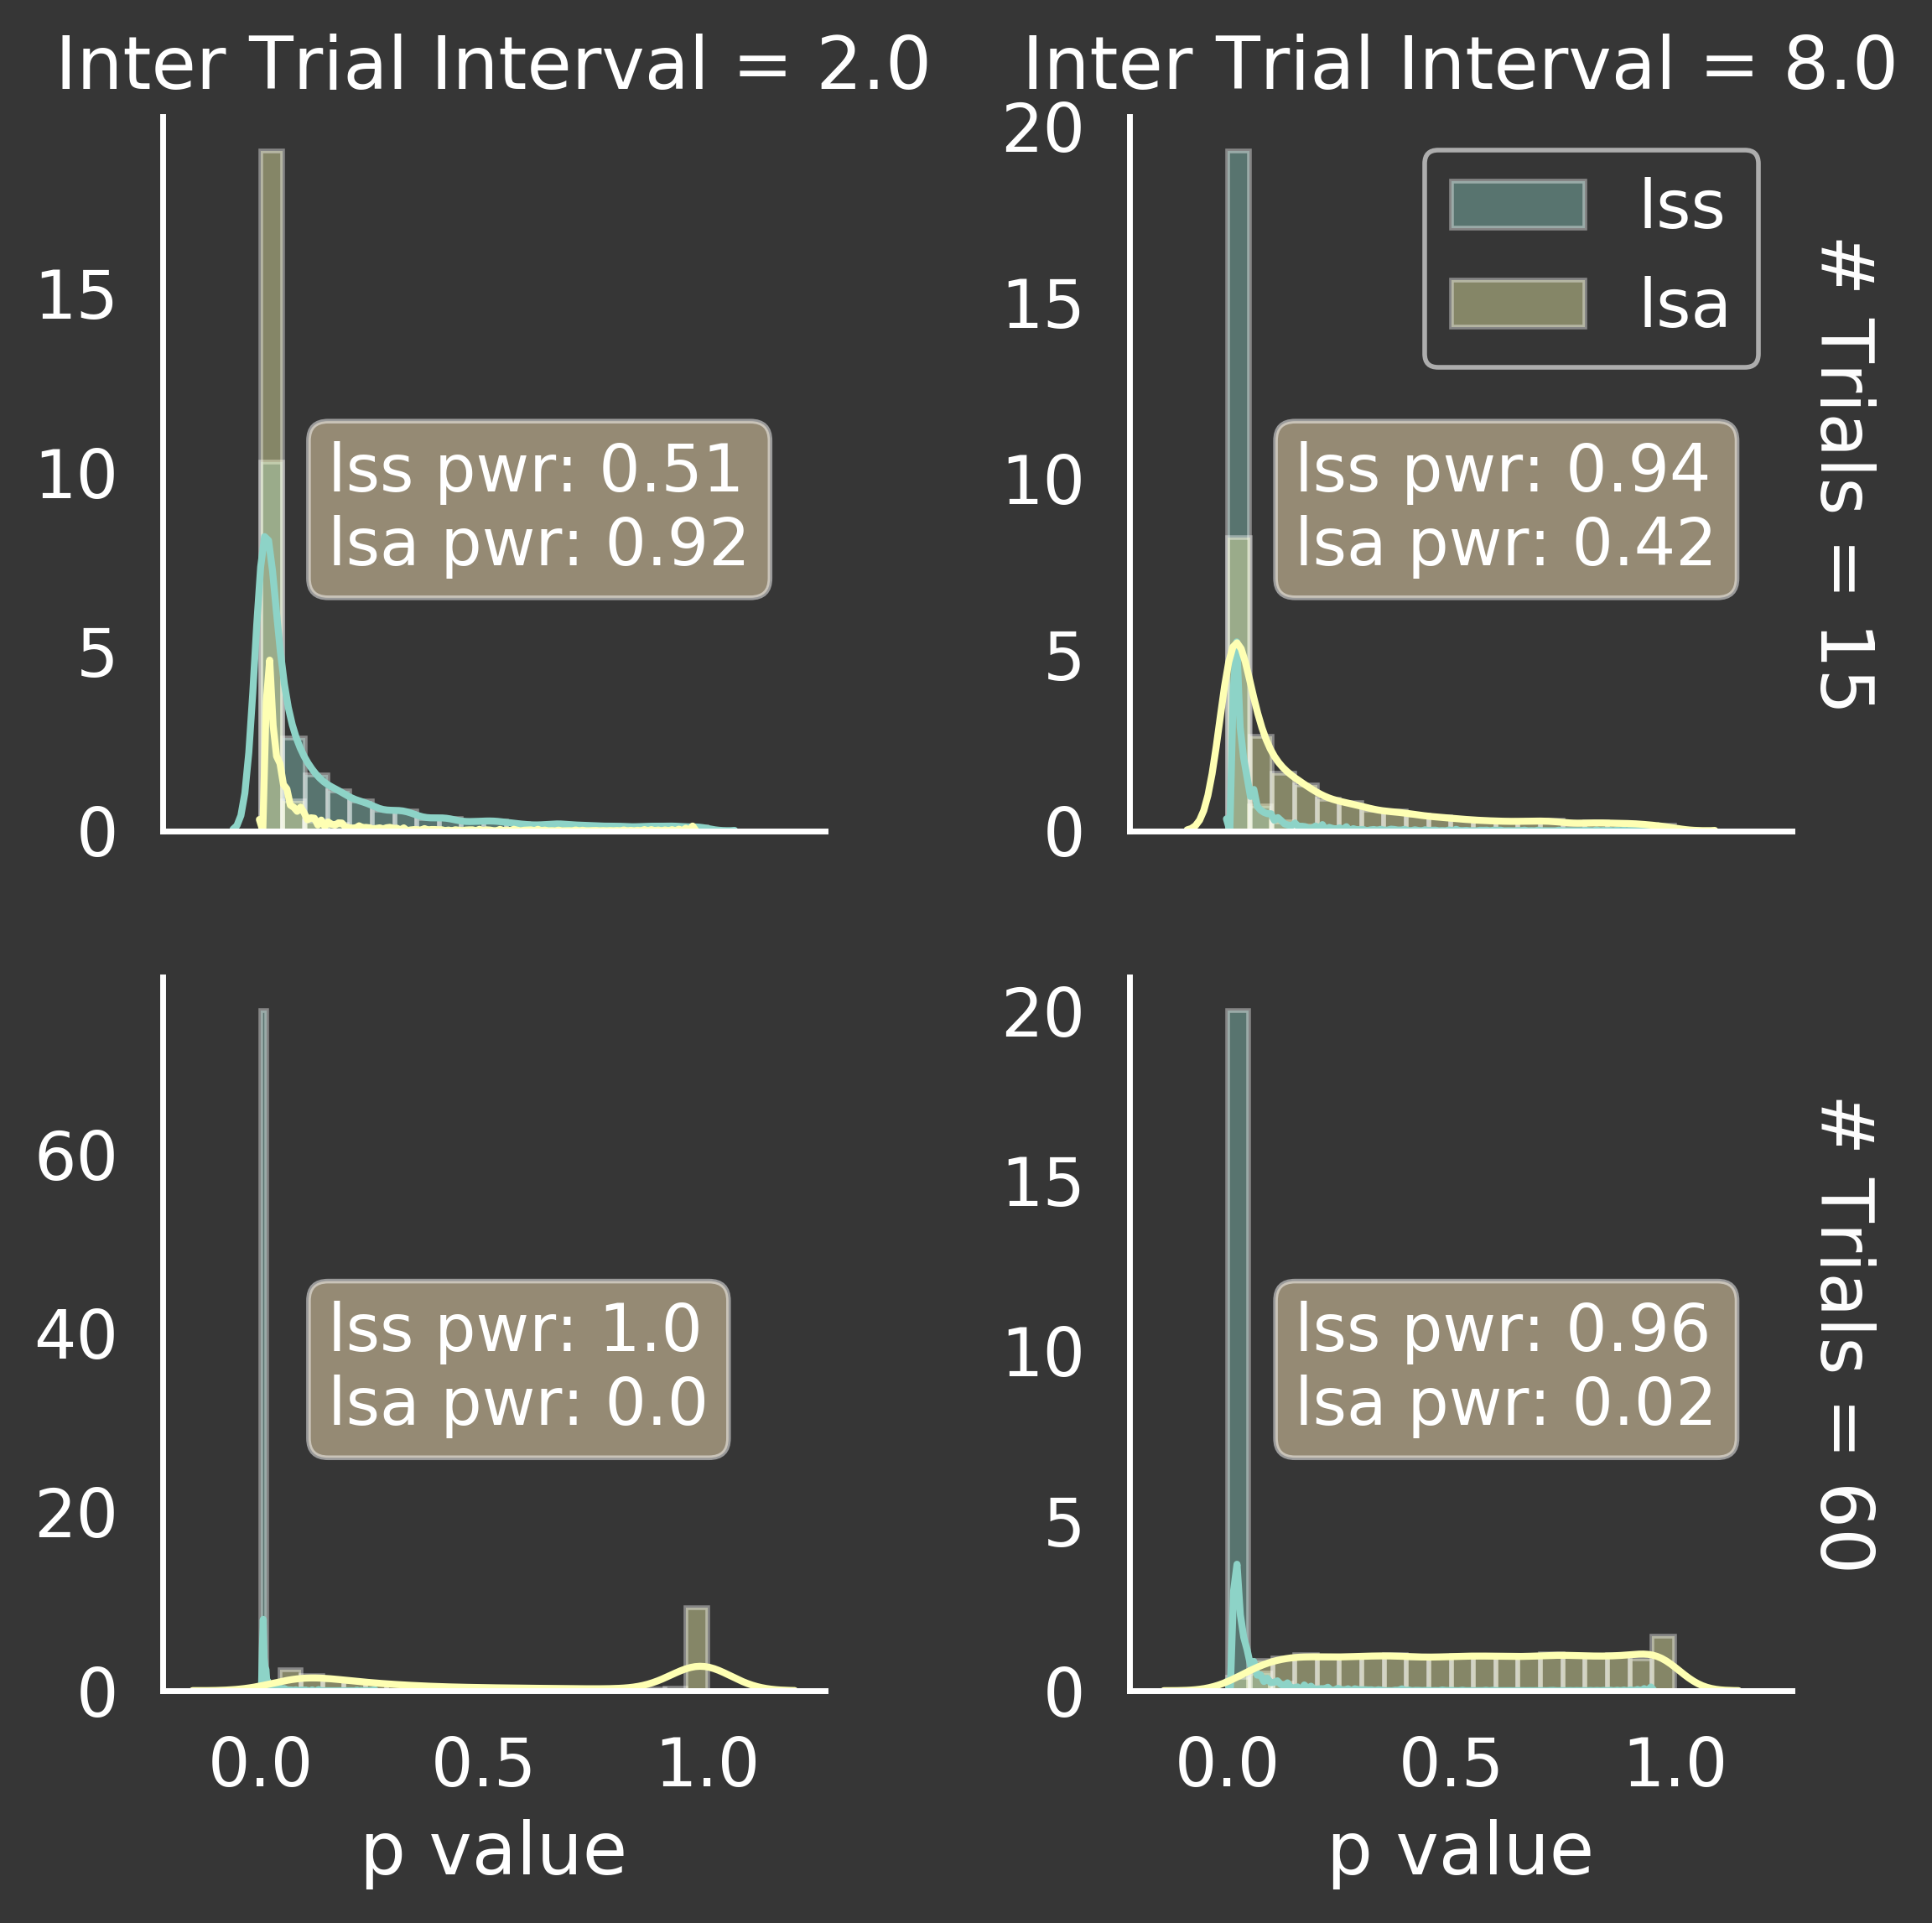 Inter Trial Interval = 2.0
Inter Trial Interval = 8.0
15
10
5
0
lss pwr: 0.51
lsa pwr: 0.92
20
15
10
5
0
lss
lsa
lss pwr: 0.94
lsa pwr: 0.42
# Trials = 15
60
40
20
0
lss pwr: 1.0
lsa pwr: 0.0
0.0 0.5 1.0
p value
20
15
10
5
0
lss pwr: 0.96
lsa pwr: 0.02
0.0 0.5 1.0
p value
# Trials = 60